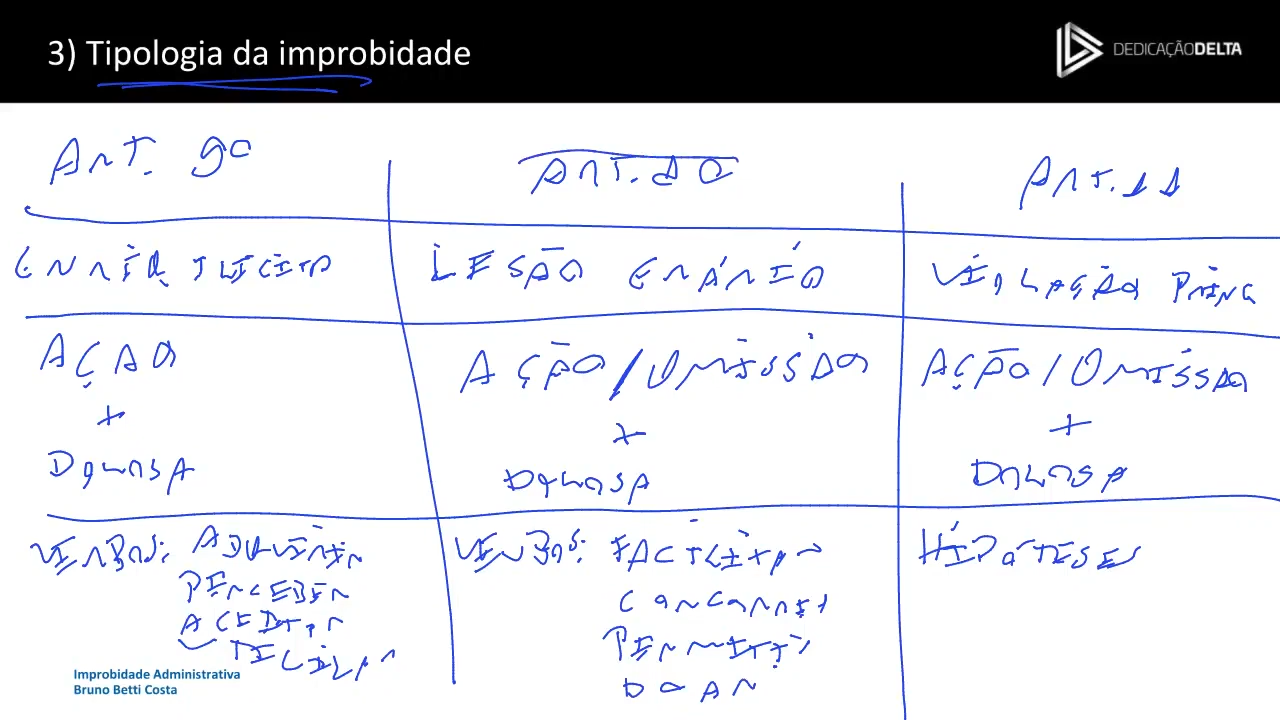 3) Tipologia da improbidade
DEDICAÇÃODELTA
ART. 9º
ART. 10
ART. 11
ENRIQ. ILÍCITO
LESÃO ERÁRIO
VIOLAÇÃO PRINC
AÇÃO
+
DOLOSA
AÇÃO/OMISSÃO
+
DOLOSA
AÇÃO/OMISSÃO
+
DOLOSA
VERBOS: ADQUIRIR
PERCEBER
ACEITAR
UTILIZAR
VERBOS: FACILITAR
CONCORRER
PERMITIR
DOAR
HIPÓTESES
Improbidade Administrativa
Bruno Betti Costa